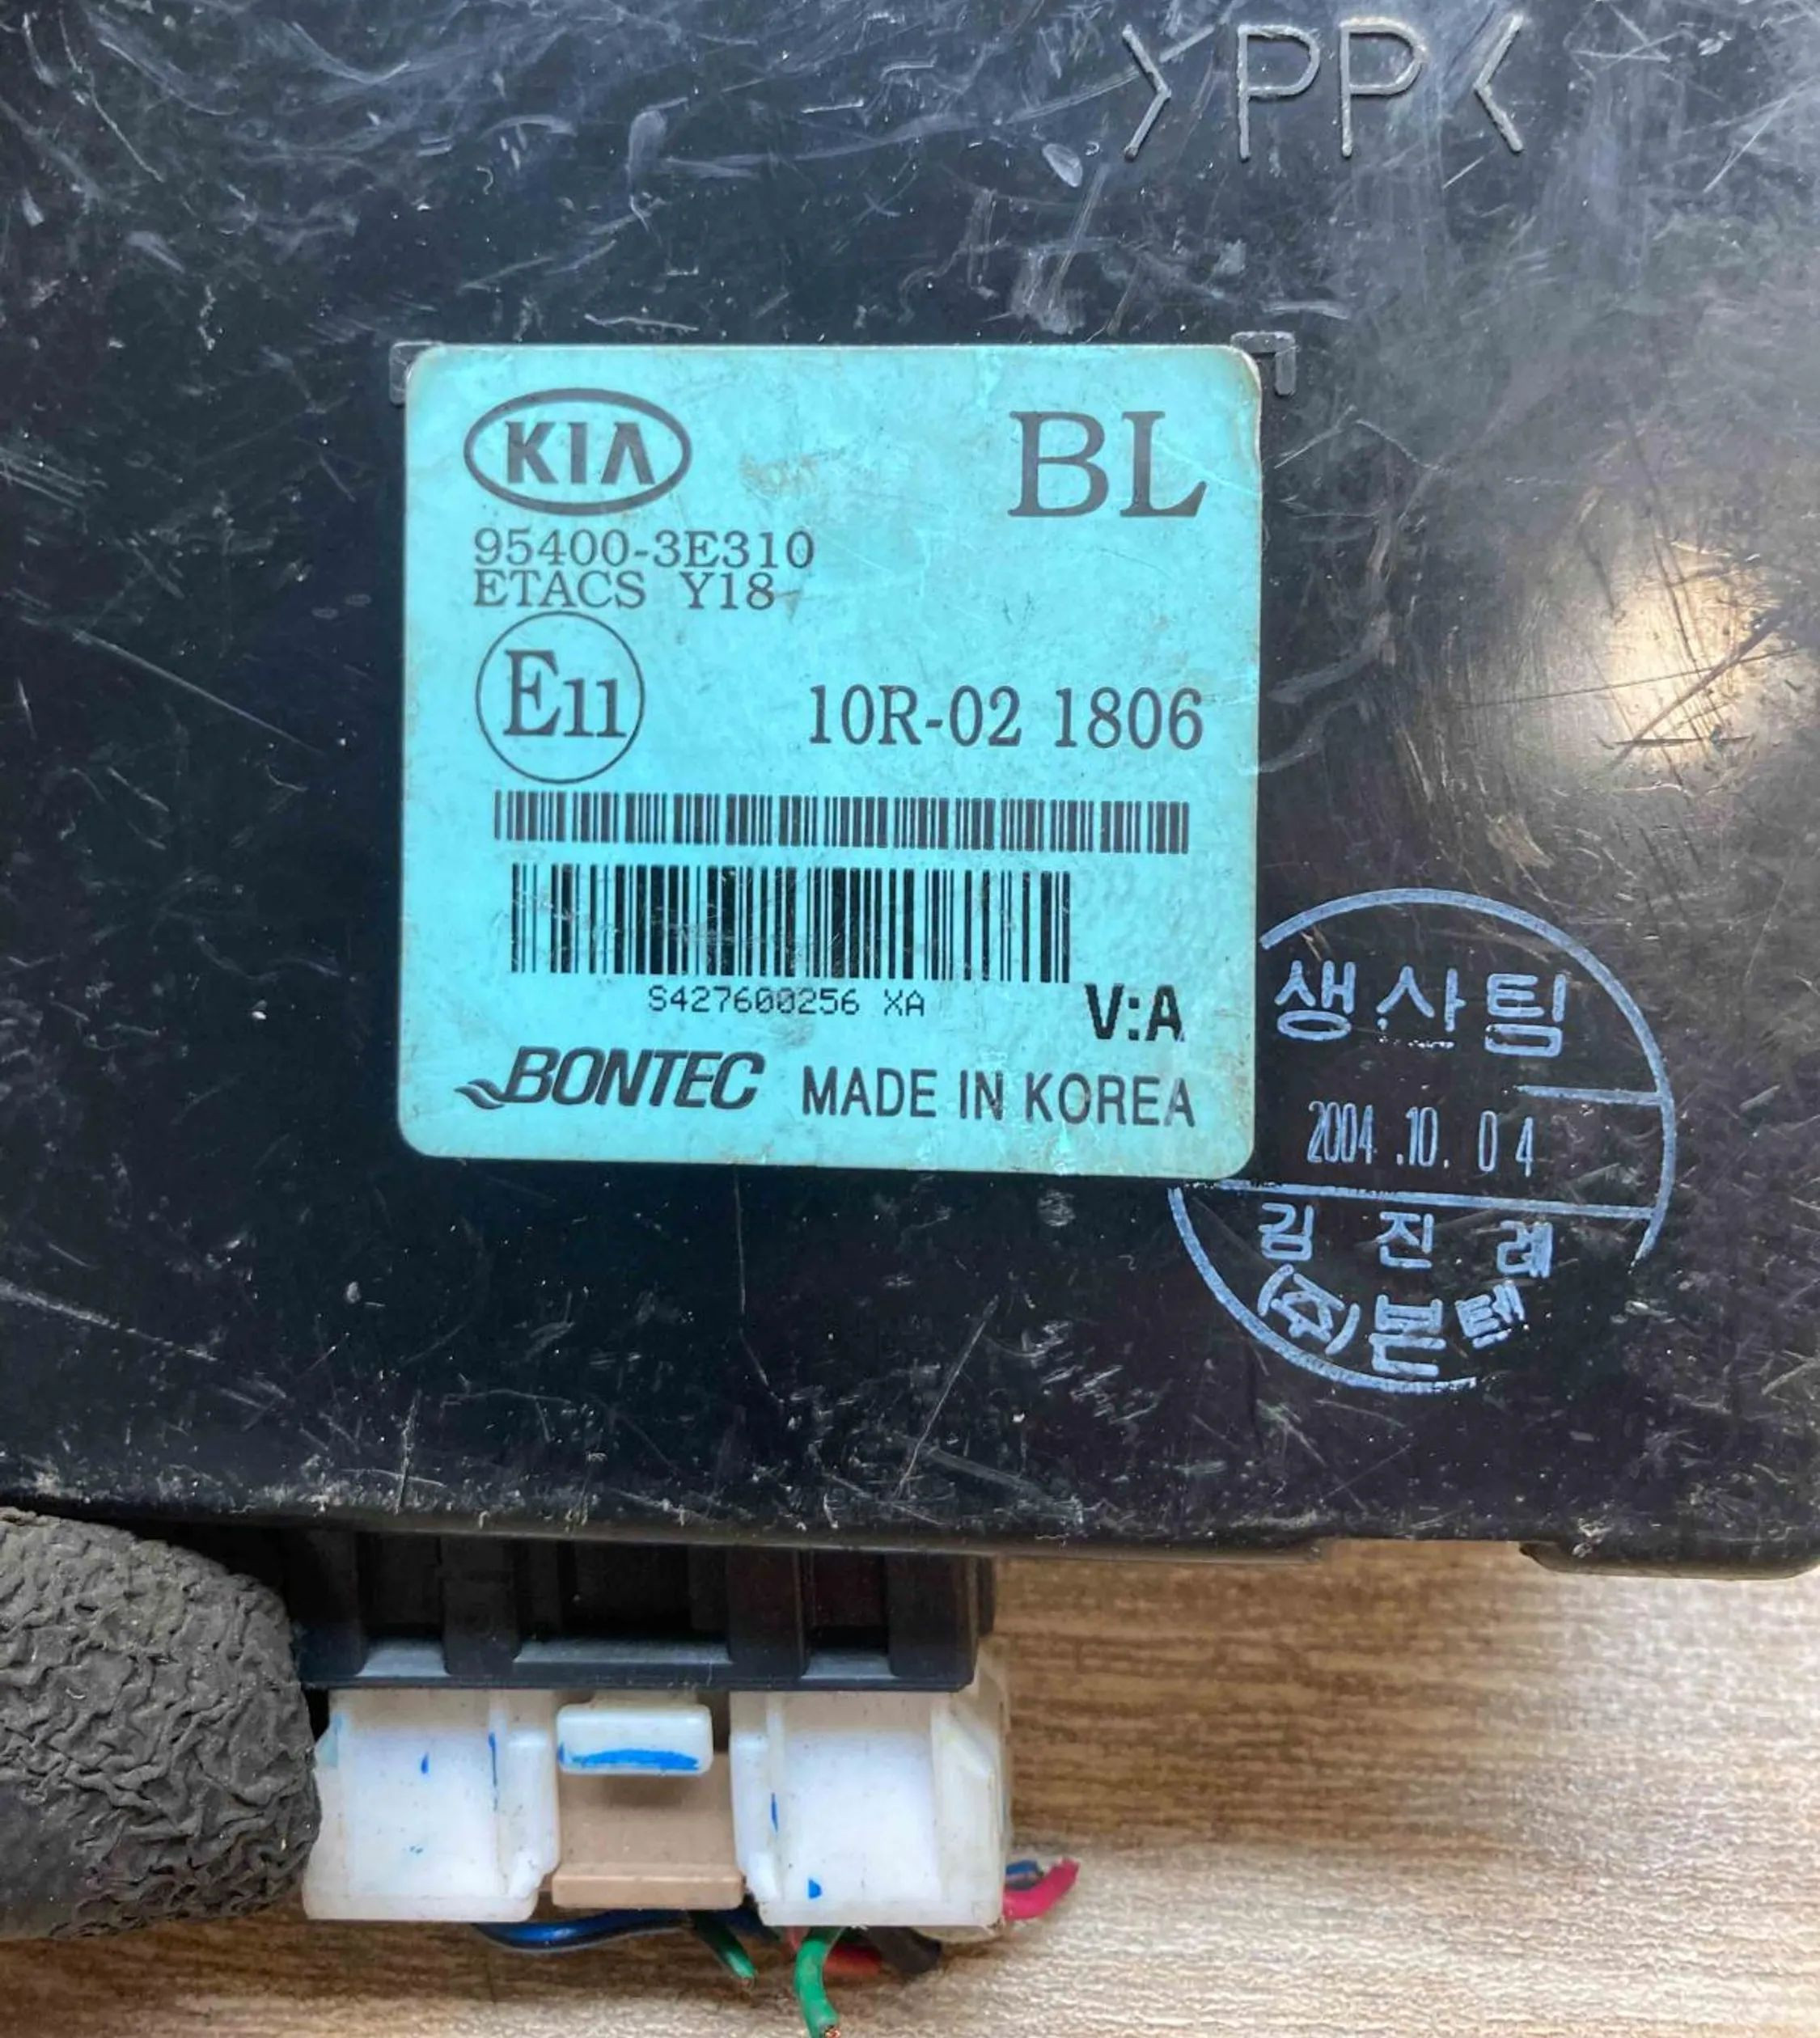 >PP<
KIA
BL
95400-3E310
ETACS Y18
E11
10R-02 1806
S427600256 XA
V:A
BONTEC MADE IN KOREA
생산팀
2004.10.04
김 진 례
(주)본텍